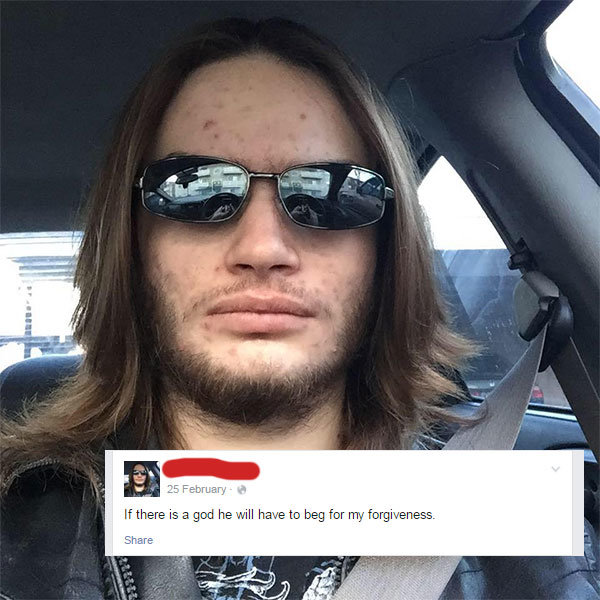 25 February ·
If there is a god he will have to beg for my forgiveness.
Share